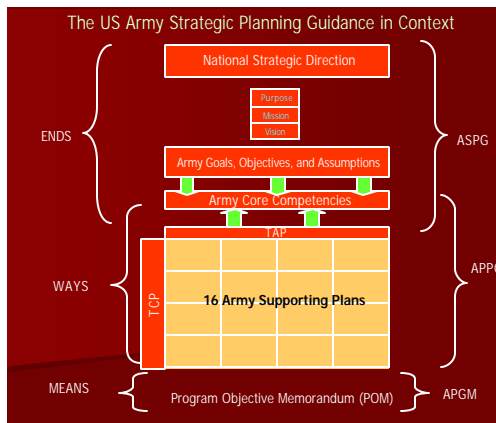 The US Army Strategic Planning Guidance in Context
National Strategic Direction
Purpose
Mission
Vision
ENDS
ASPG
Army Goals, Objectives, and Assumptions
Army Core Competencies
TAP
WAYS
TCP
16 Army Supporting Plans
APPG
MEANS
Program Objective Memorandum (POM)
APGM